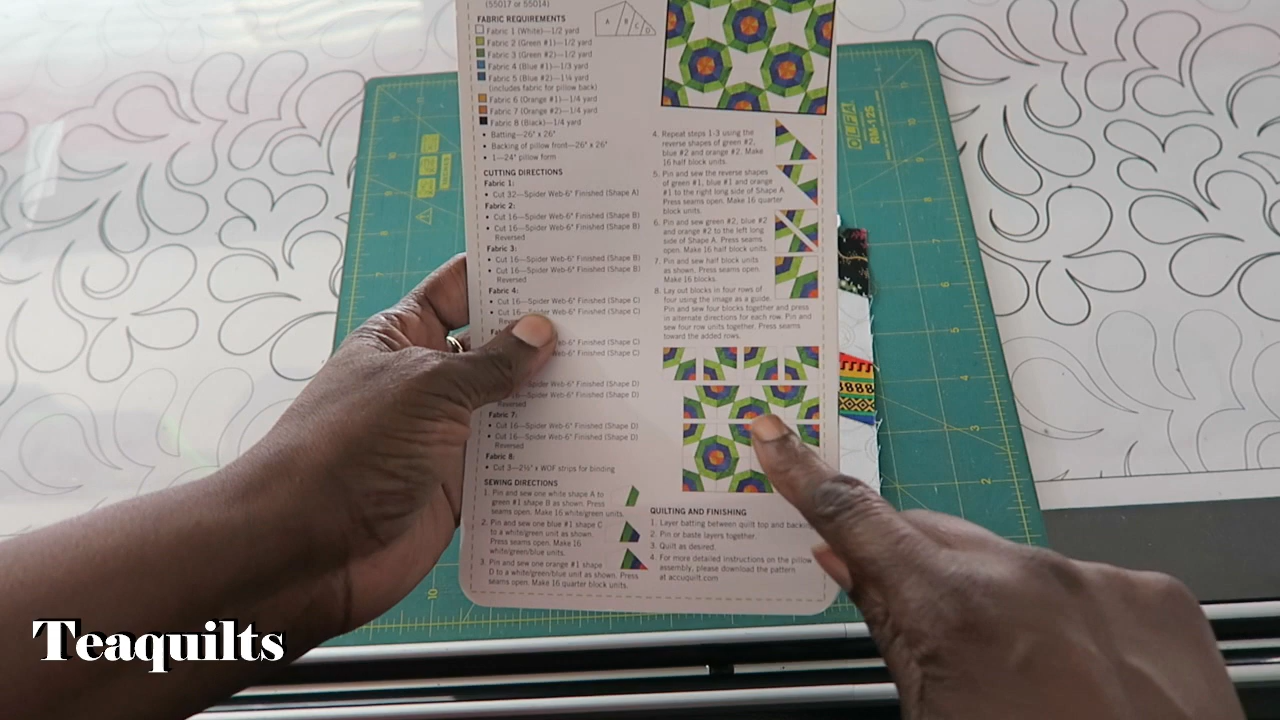 (55017 or 55014)
FABRIC REQUIREMENTS
Fabric 1 (White)—1/2 yard
Fabric 2 (Green #1)—1/2 yard
Fabric 3 (Green #2)—1/2 yard
Fabric 4 (Blue #1)—1/3 yard
Fabric 5 (Blue #2)—1¼ yard
(includes fabric for pillow back)
Fabric 6 (Orange #1)—1/4 yard
Fabric 7 (Orange #2)—1/4 yard
Fabric 8 (Black)—1/4 yard
• Batting—26" x 26"
• Backing of pillow front—26" x 26"
• 1—24" pillow form
CUTTING DIRECTIONS
Fabric 1:
• Cut 32—Spider Web-6" Finished (Shape A)
Fabric 2:
• Cut 16—Spider Web-6" Finished (Shape B)
• Cut 16—Spider Web-6" Finished (Shape B)
Reversed
Fabric 3:
• Cut 16—Spider Web-6" Finished (Shape B)
• Cut 16—Spider Web-6" Finished (Shape B)
Reversed
Fabric 4:
• Cut 16—Spider Web-6" Finished (Shape C)
• Cut 16—Spider Web-6" Finished (Shape C)
Finished (Shape C)
Finished (Shape C)
Finished (Shape D)
Finished (Shape D)
Reversed
Fabric 7:
• Cut 16—Spider Web-6" Finished (Shape D)
• Cut 16—Spider Web-6" Finished (Shape D)
Reversed
Fabric 8:
• Cut 3—2½" x WOF strips for binding
SEWING DIRECTIONS
1. Pin and sew one white shape A to
green #1 shape B as shown. Press
seams open. Make 16 white/green units.
2. Pin and sew one blue #1 shape C
to a white/green unit as shown.
Press seams open. Make 16
white/green/blue units.
3. Pin and sew one orange #1 shape
D to a white/green/blue unit as shown. Press
seams open. Make 16 quarter block units.
A B C D
4. Repeat steps 1-3 using the
reverse shapes of green #2,
blue #2 and orange #2. Make
16 half block units.
5. Pin and sew the reverse shapes
of green #1, blue #1 and orange
#1 to the right long side of Shape A.
Press seams open. Make 16 quarter
block units.
6. Pin and sew green #2, blue #2
and orange #2 to the left long
side of Shape A. Press seams
open. Make 16 half block units.
7. Pin and sew half block units
as shown. Press seams open.
Make 16 blocks.
8. Lay out blocks in four rows of
four using the image as a guide.
Pin and sew four blocks together and press
in alternate directions for each row. Pin and
sew four row units together. Press seams
toward the added rows.
QUILTING AND FINISHING
1. Layer batting between quilt top and backing.
2. Pin or baste layers together.
3. Quilt as desired.
4. For more detailed instructions on the pillow
assembly, please download the pattern
at accuquilt.com
OLFA
RM-12S
Teaquilts